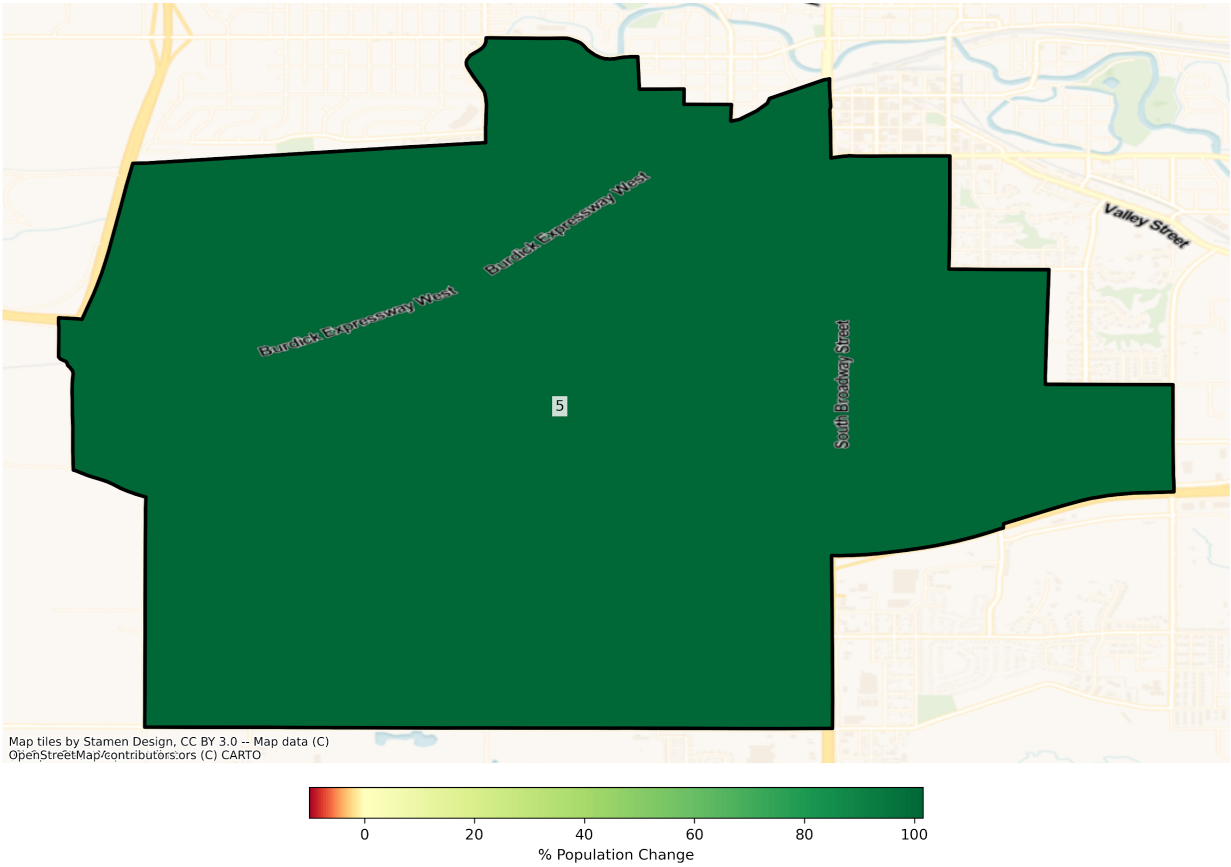 Valley Street
Burdick Expressway West
Burdick Expressway West
South Broadway Street
5
Map tiles by Stamen Design, CC BY 3.0 -- Map data (C)
OpenStreetMap contributors (C) CARTO
0 20 40 60 80 100
% Population Change